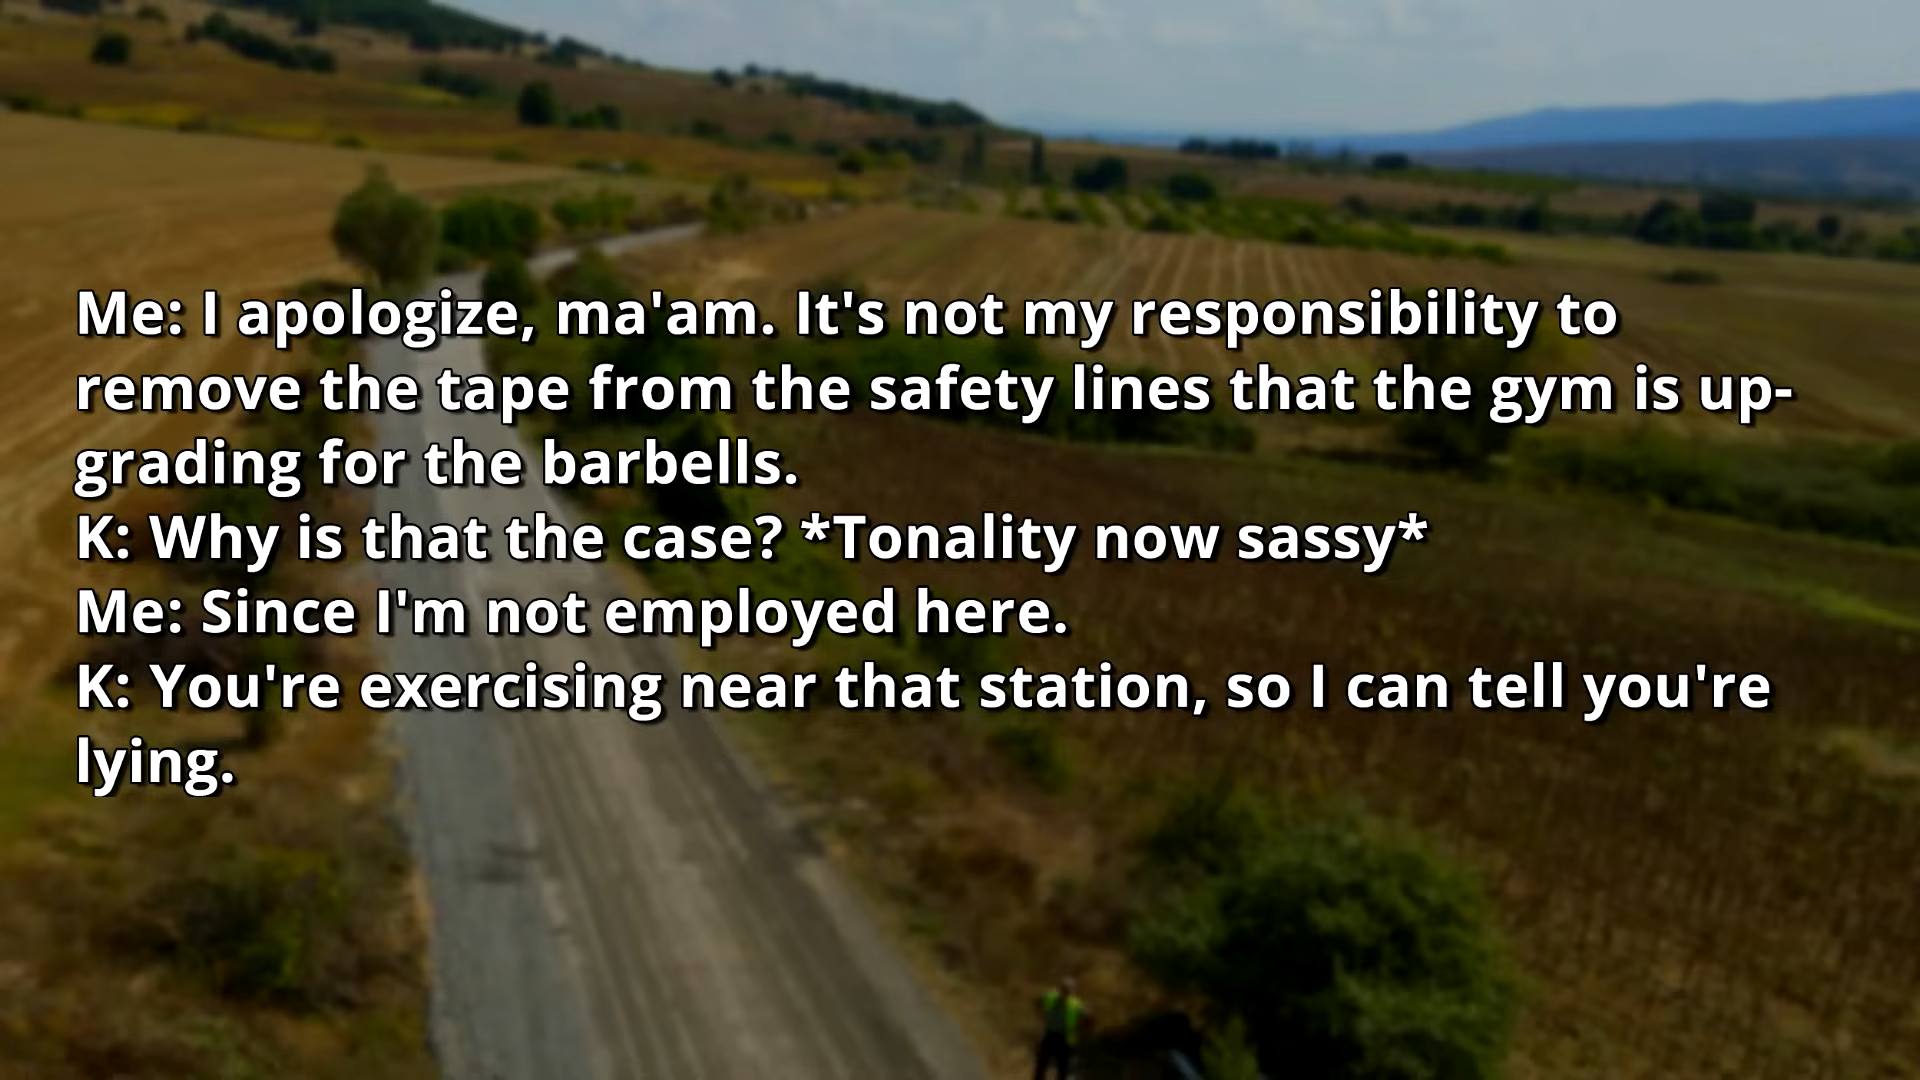 Me: I apologize, ma'am. It's not my responsibility to
remove the tape from the safety lines that the gym is up-
grading for the barbells.
K: Why is that the case? *Tonality now sassy*
Me: Since I'm not employed here.
K: You're exercising near that station, so I can tell you're
lying.